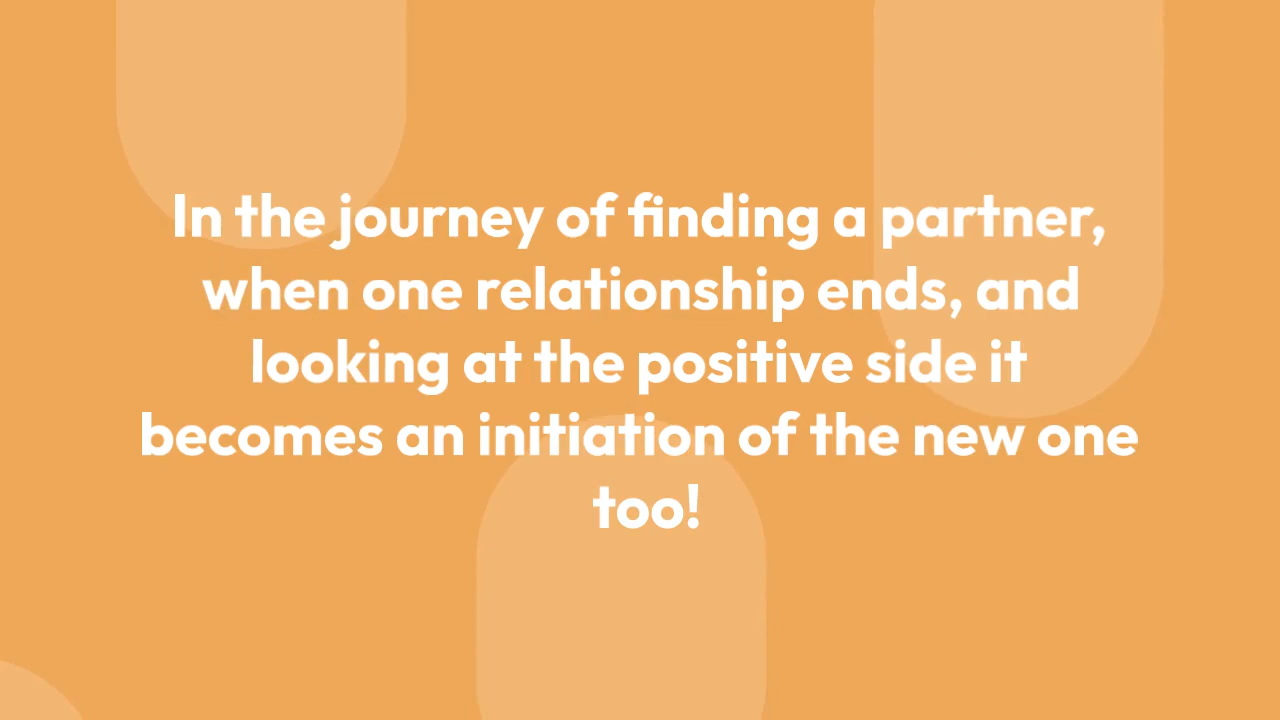 In the journey of finding a partner,
when one relationship ends, and
looking at the positive side it
becomes an initiation of the new one
too!